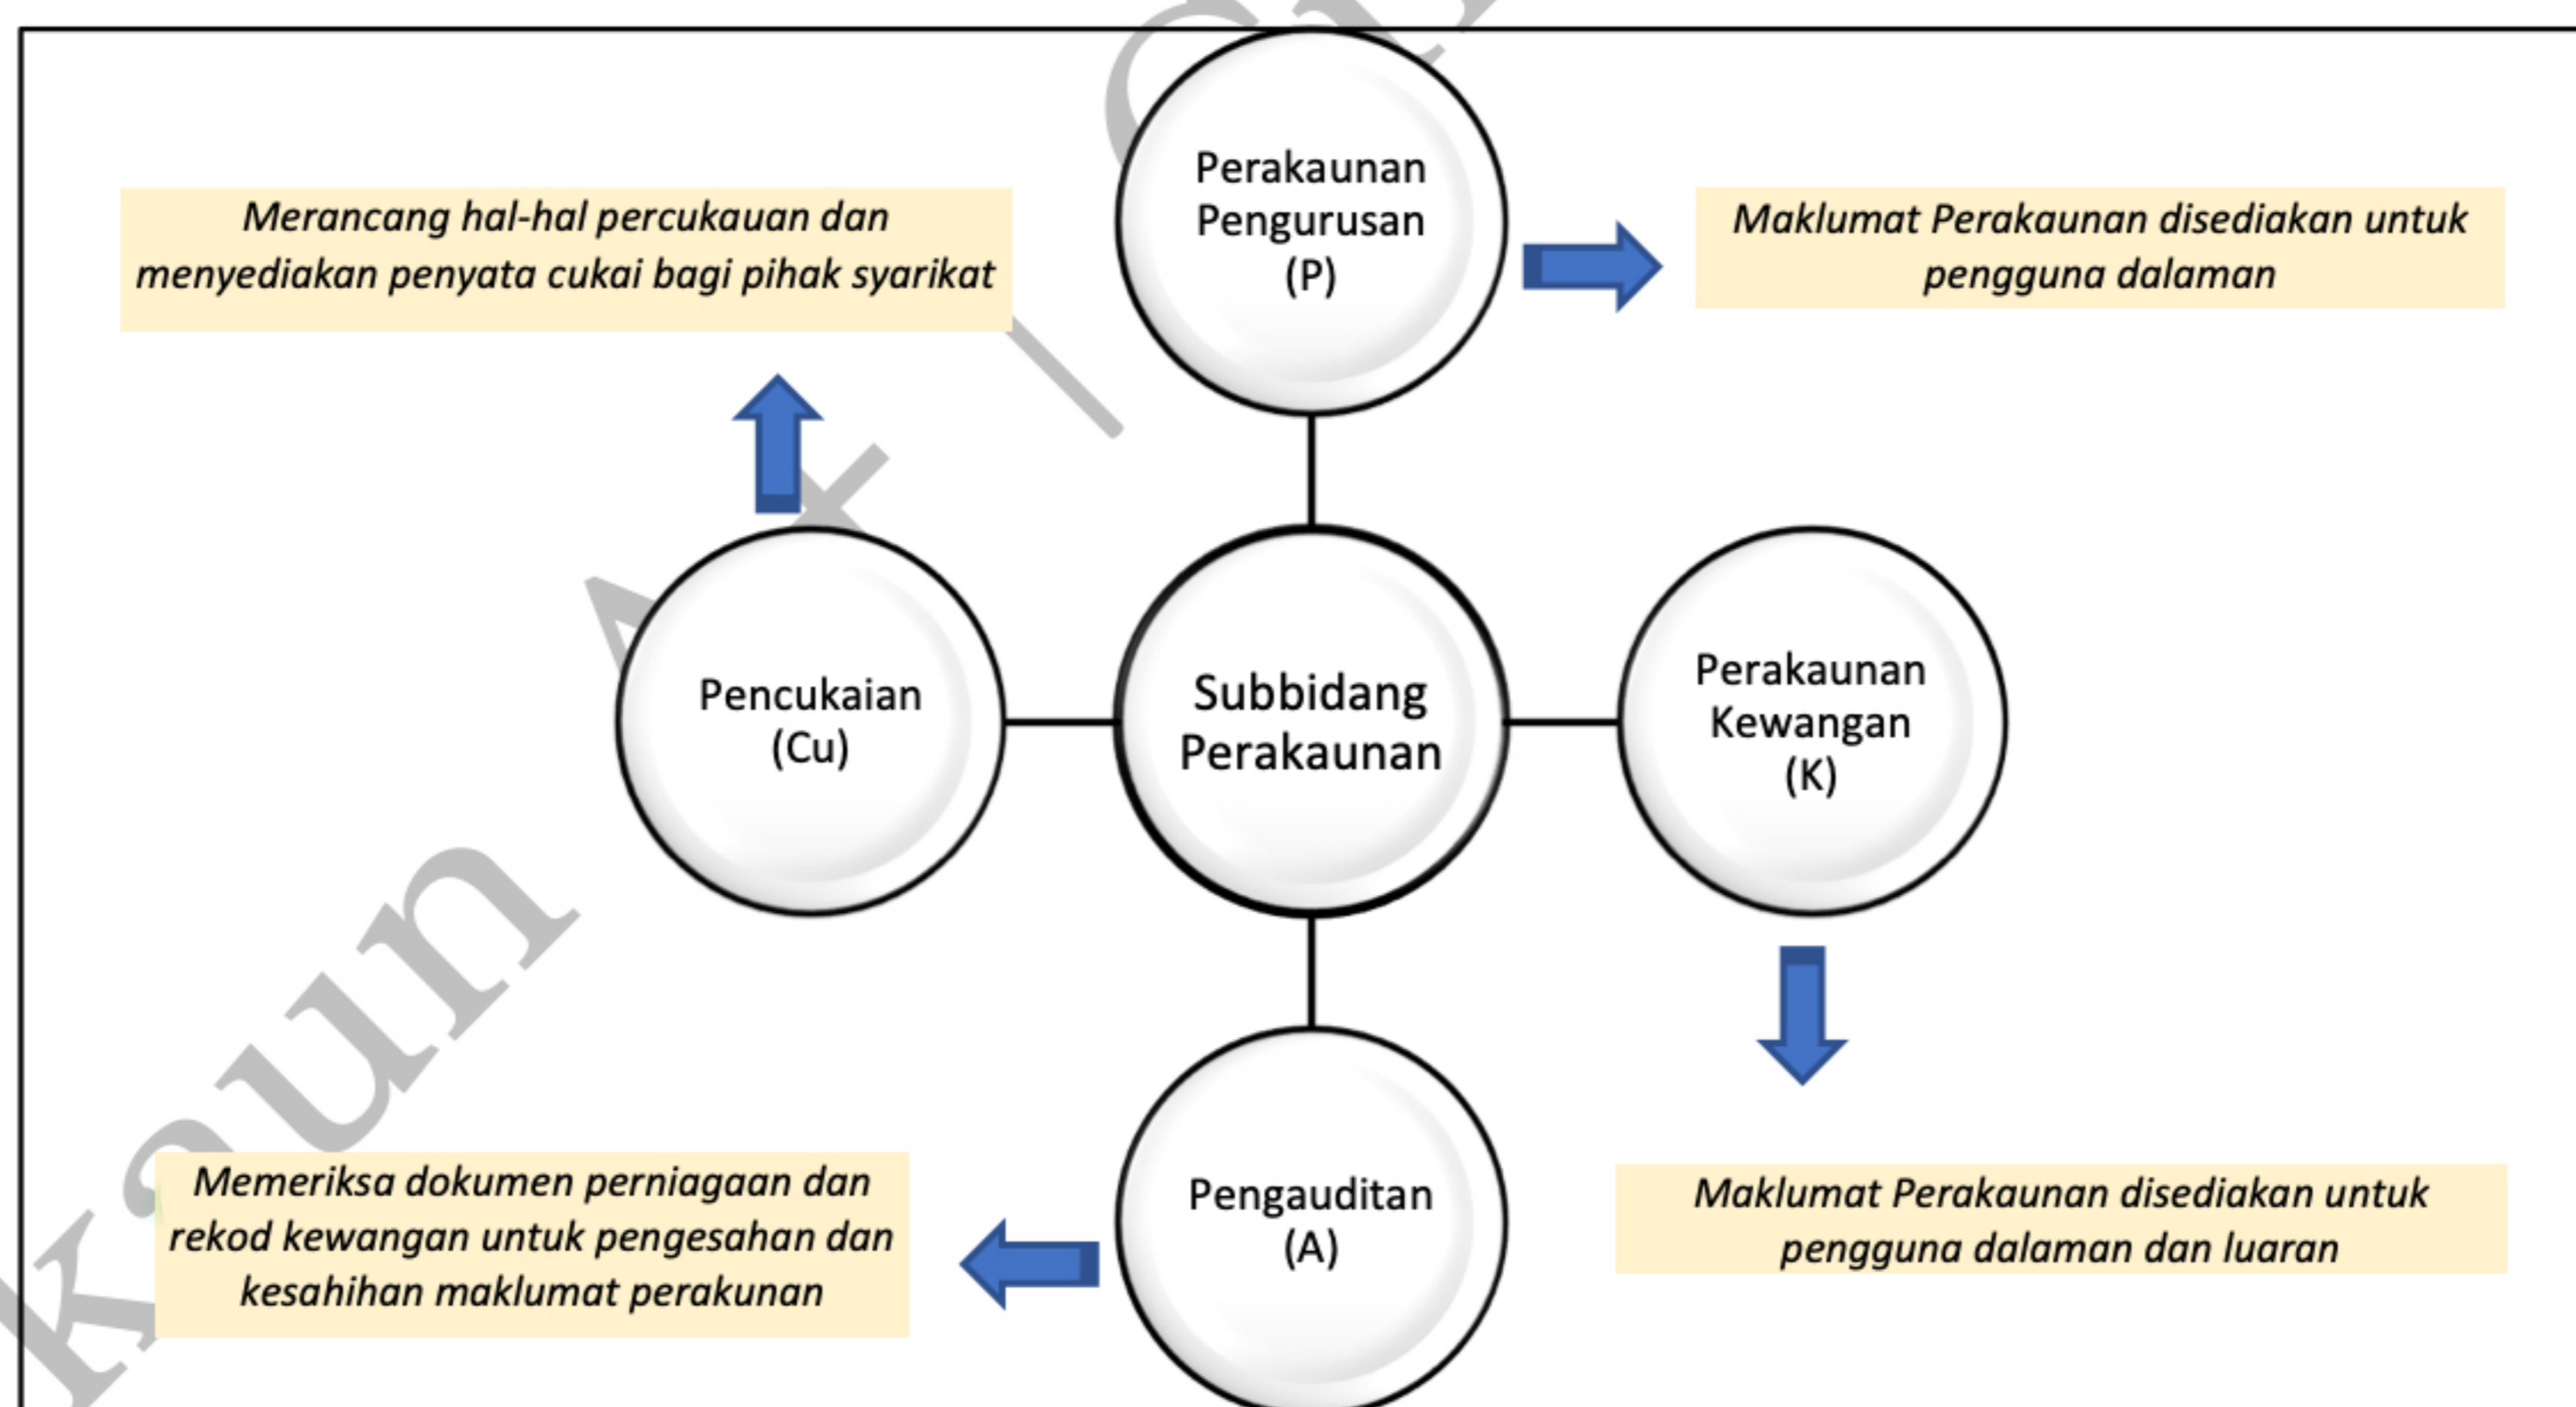 Perakaunan
Pengurusan
(P)
Merancang hal-hal percukauan dan
menyediakan penyata cukai bagi pihak syarikat
Maklumat Perakaunan disediakan untuk
pengguna dalaman
Pencukaian
(Cu)
Subbidang
Perakaunan
Perakaunan
Kewangan
(K)
Memeriksa dokumen perniagaan dan
rekod kewangan untuk pengesahan dan
kesahihan maklumat perakunan
Pengauditan
(A)
Maklumat Perakaunan disediakan untuk
pengguna dalaman dan luaran
kaun